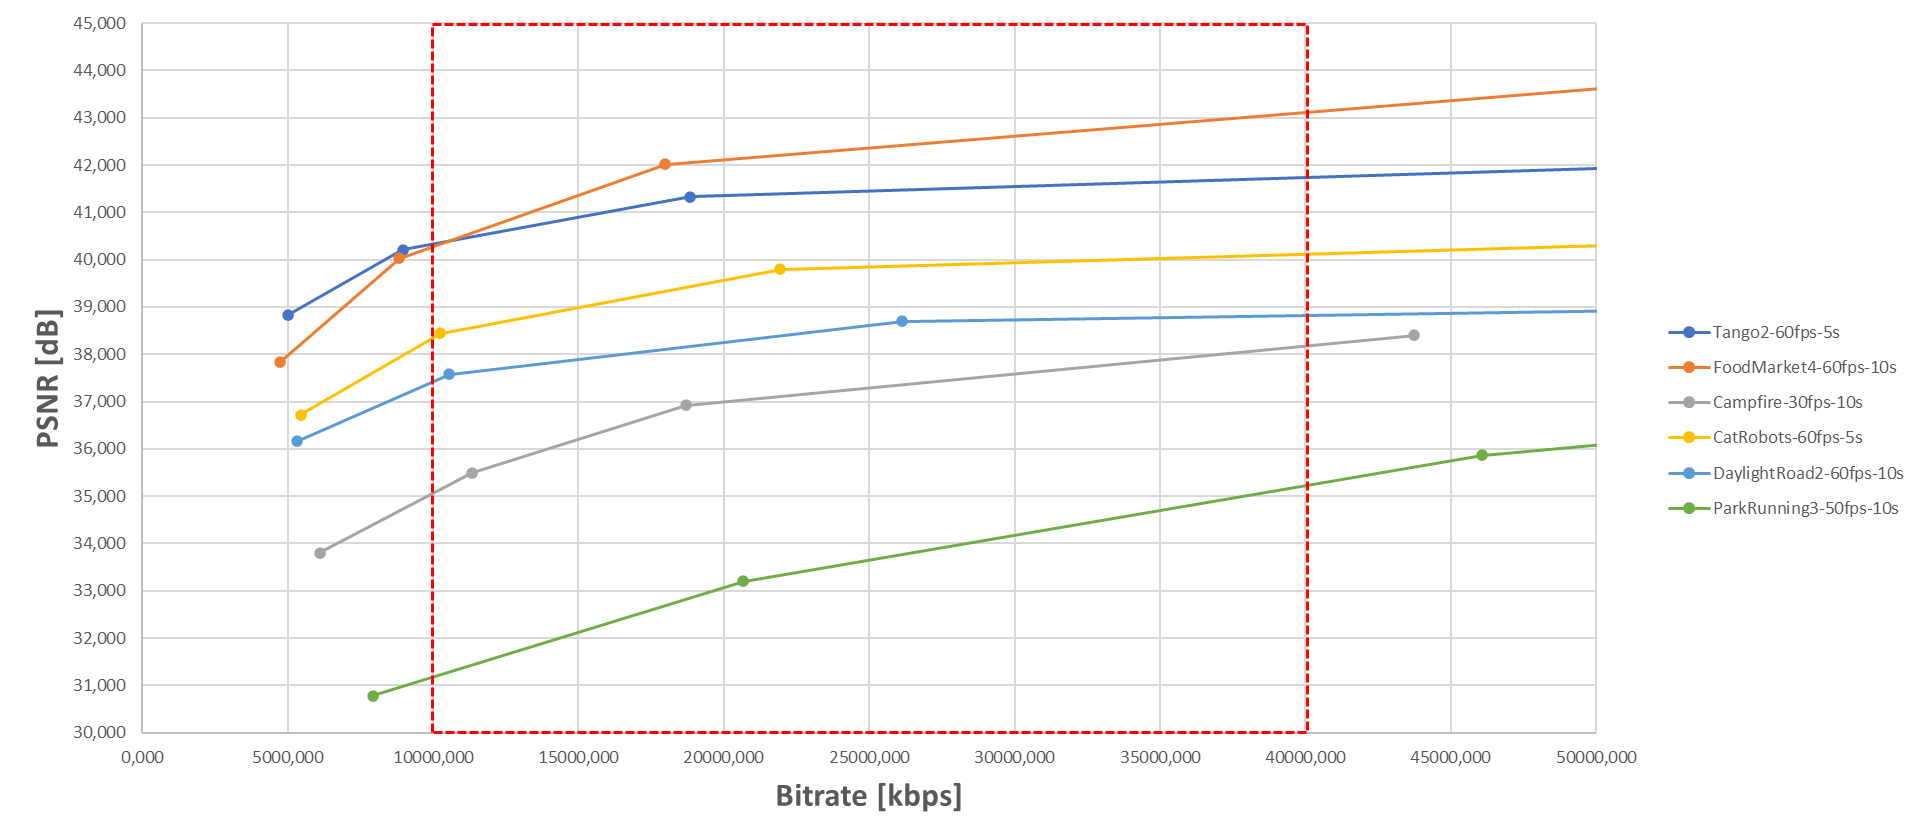 45,000
44,000
43,000
42,000
41,000
40,000
39,000
38,000
37,000
36,000
35,000
34,000
33,000
32,000
31,000
30,000
PSNR [dB]
0,000 5000,000 10000,000 15000,000 20000,000 25000,000 30000,000 35000,000 40000,000 45000,000 50000,000
Bitrate [kbps]
Tango2-60fps-5s
FoodMarket4-60fps-10s
Campfire-30fps-10s
CatRobots-60fps-5s
DaylightRoad2-60fps-10s
ParkRunning3-50fps-10s